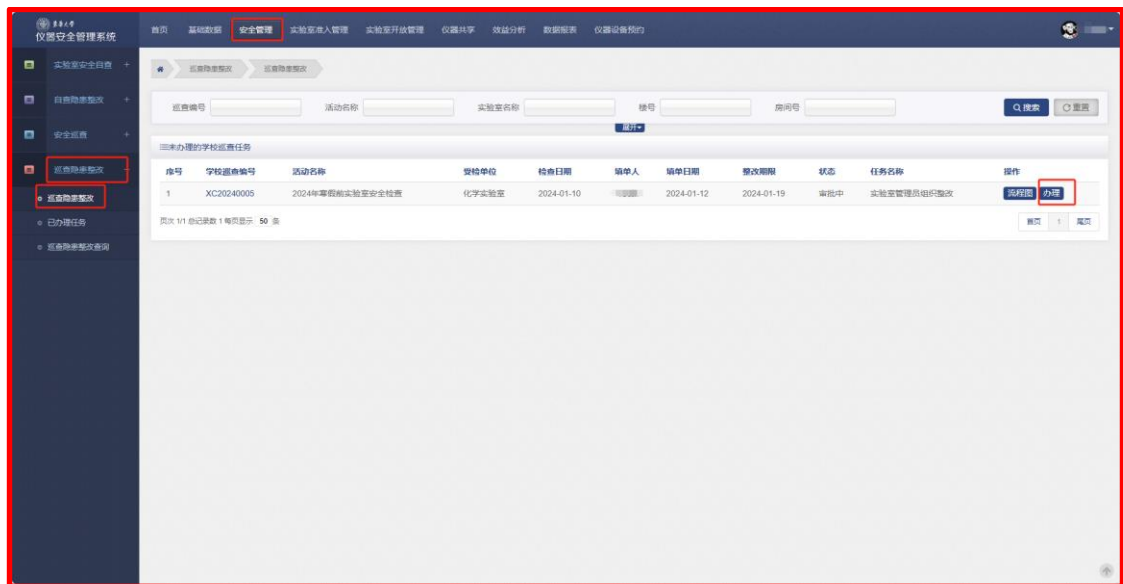 仪器安全管理系统
首页 基础数据 安全管理 实验室准入管理 实验室开放管理 仪器共享 效益分析 数据报表 仪器设备预约
实验室安全自查 +
自查隐患整改 +
安全巡查 +
巡查隐患整改 -
巡查隐患整改
已办理任务
巡查隐患整改查询
巡查隐患整改 巡查隐患整改
巡查编号 活动名称 实验室名称 楼号 房间号 搜索 重置
展开
未办理的学校巡查任务
序号 学校巡查编号 活动名称 受检单位 检查日期 填单人 填单日期 整改期限 状态 任务名称 操作
1 XC20240005 2024年寒假前实验室安全检查 化学实验室 2024-01-10 2024-01-12 2024-01-19 审批中 实验室管理员组织整改 流程图 办理
页次 1/1 总记录数 1 每页显示 50 条 首页 1 尾页